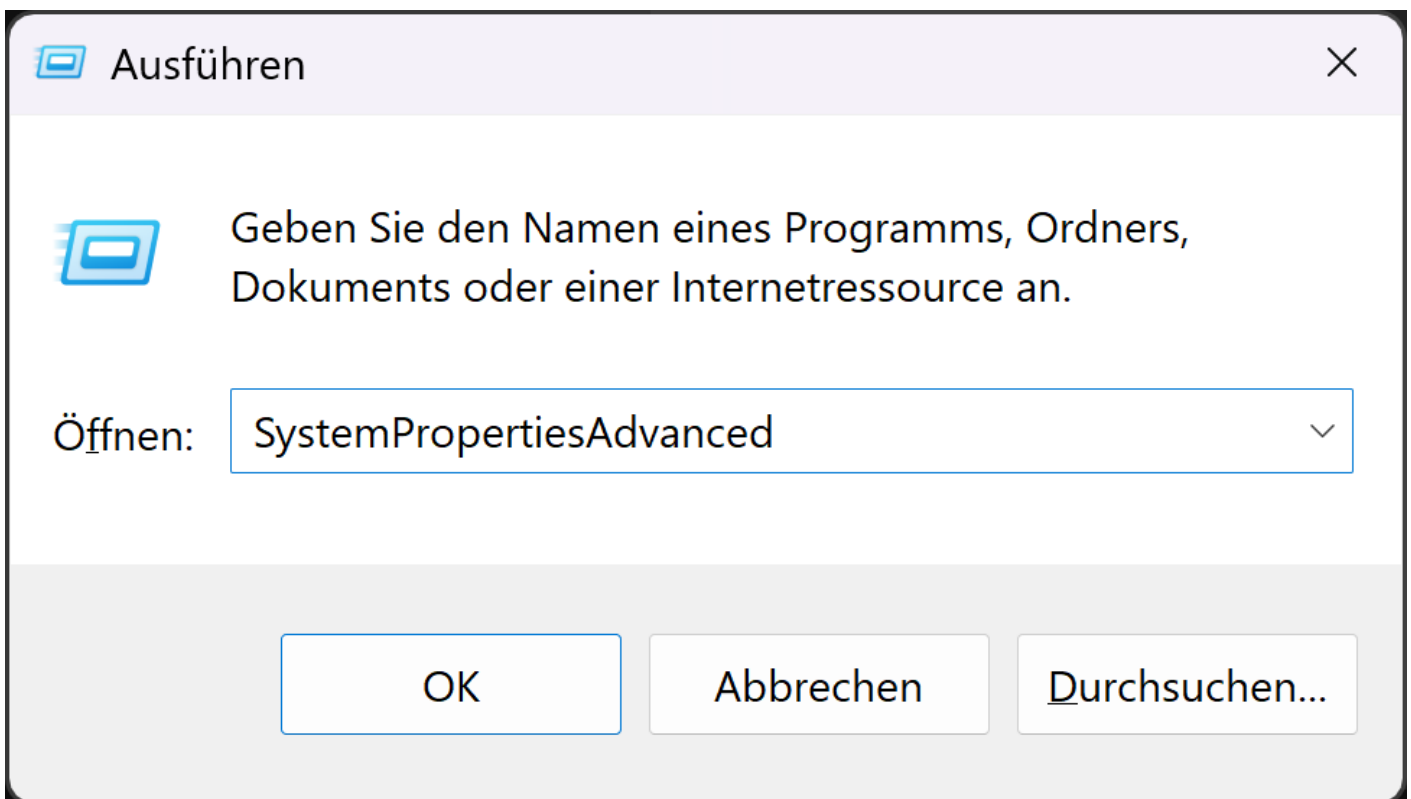 Ausführen
Geben Sie den Namen eines Programms, Ordners,
Dokuments oder einer Internetressource an.
Öffnen: SystemPropertiesAdvanced
OK Abbrechen Durchsuchen...